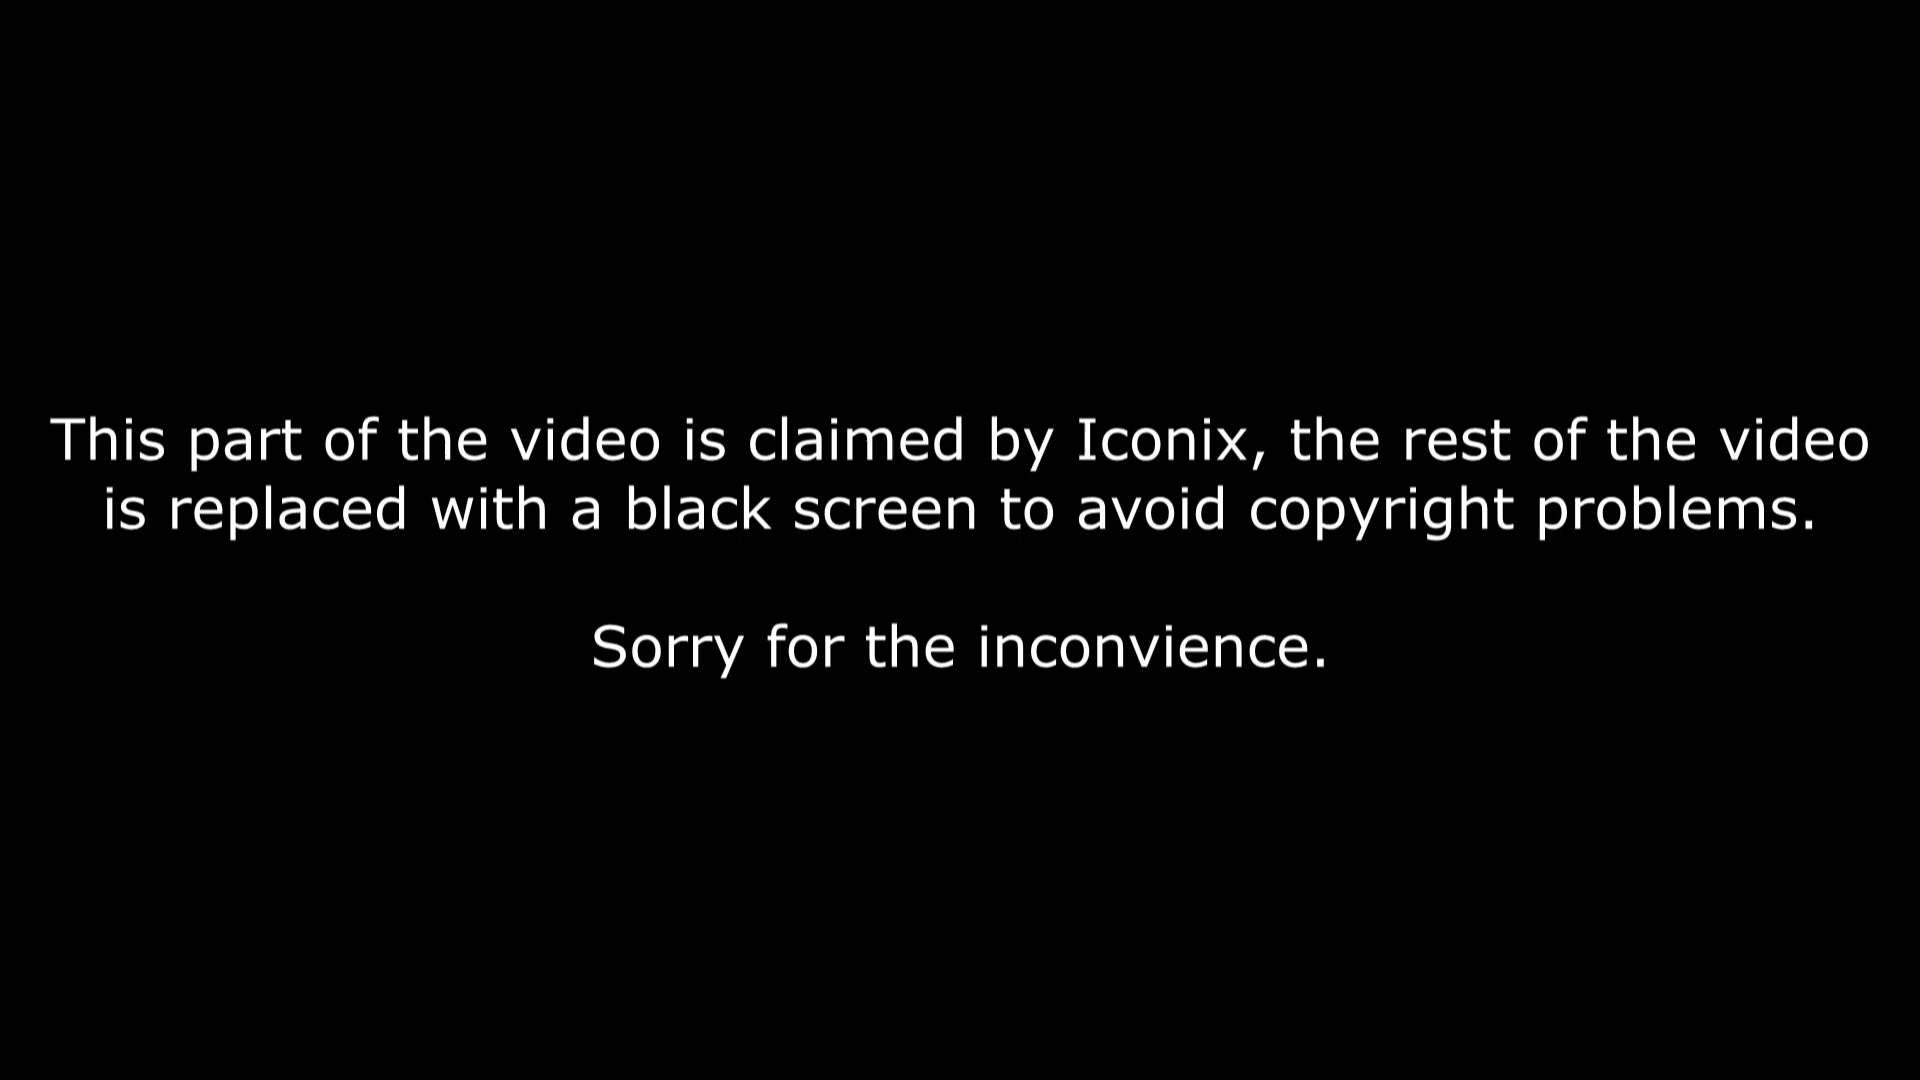 This part of the video is claimed by Iconix, the rest of the video
is replaced with a black screen to avoid copyright problems.
Sorry for the inconvience.